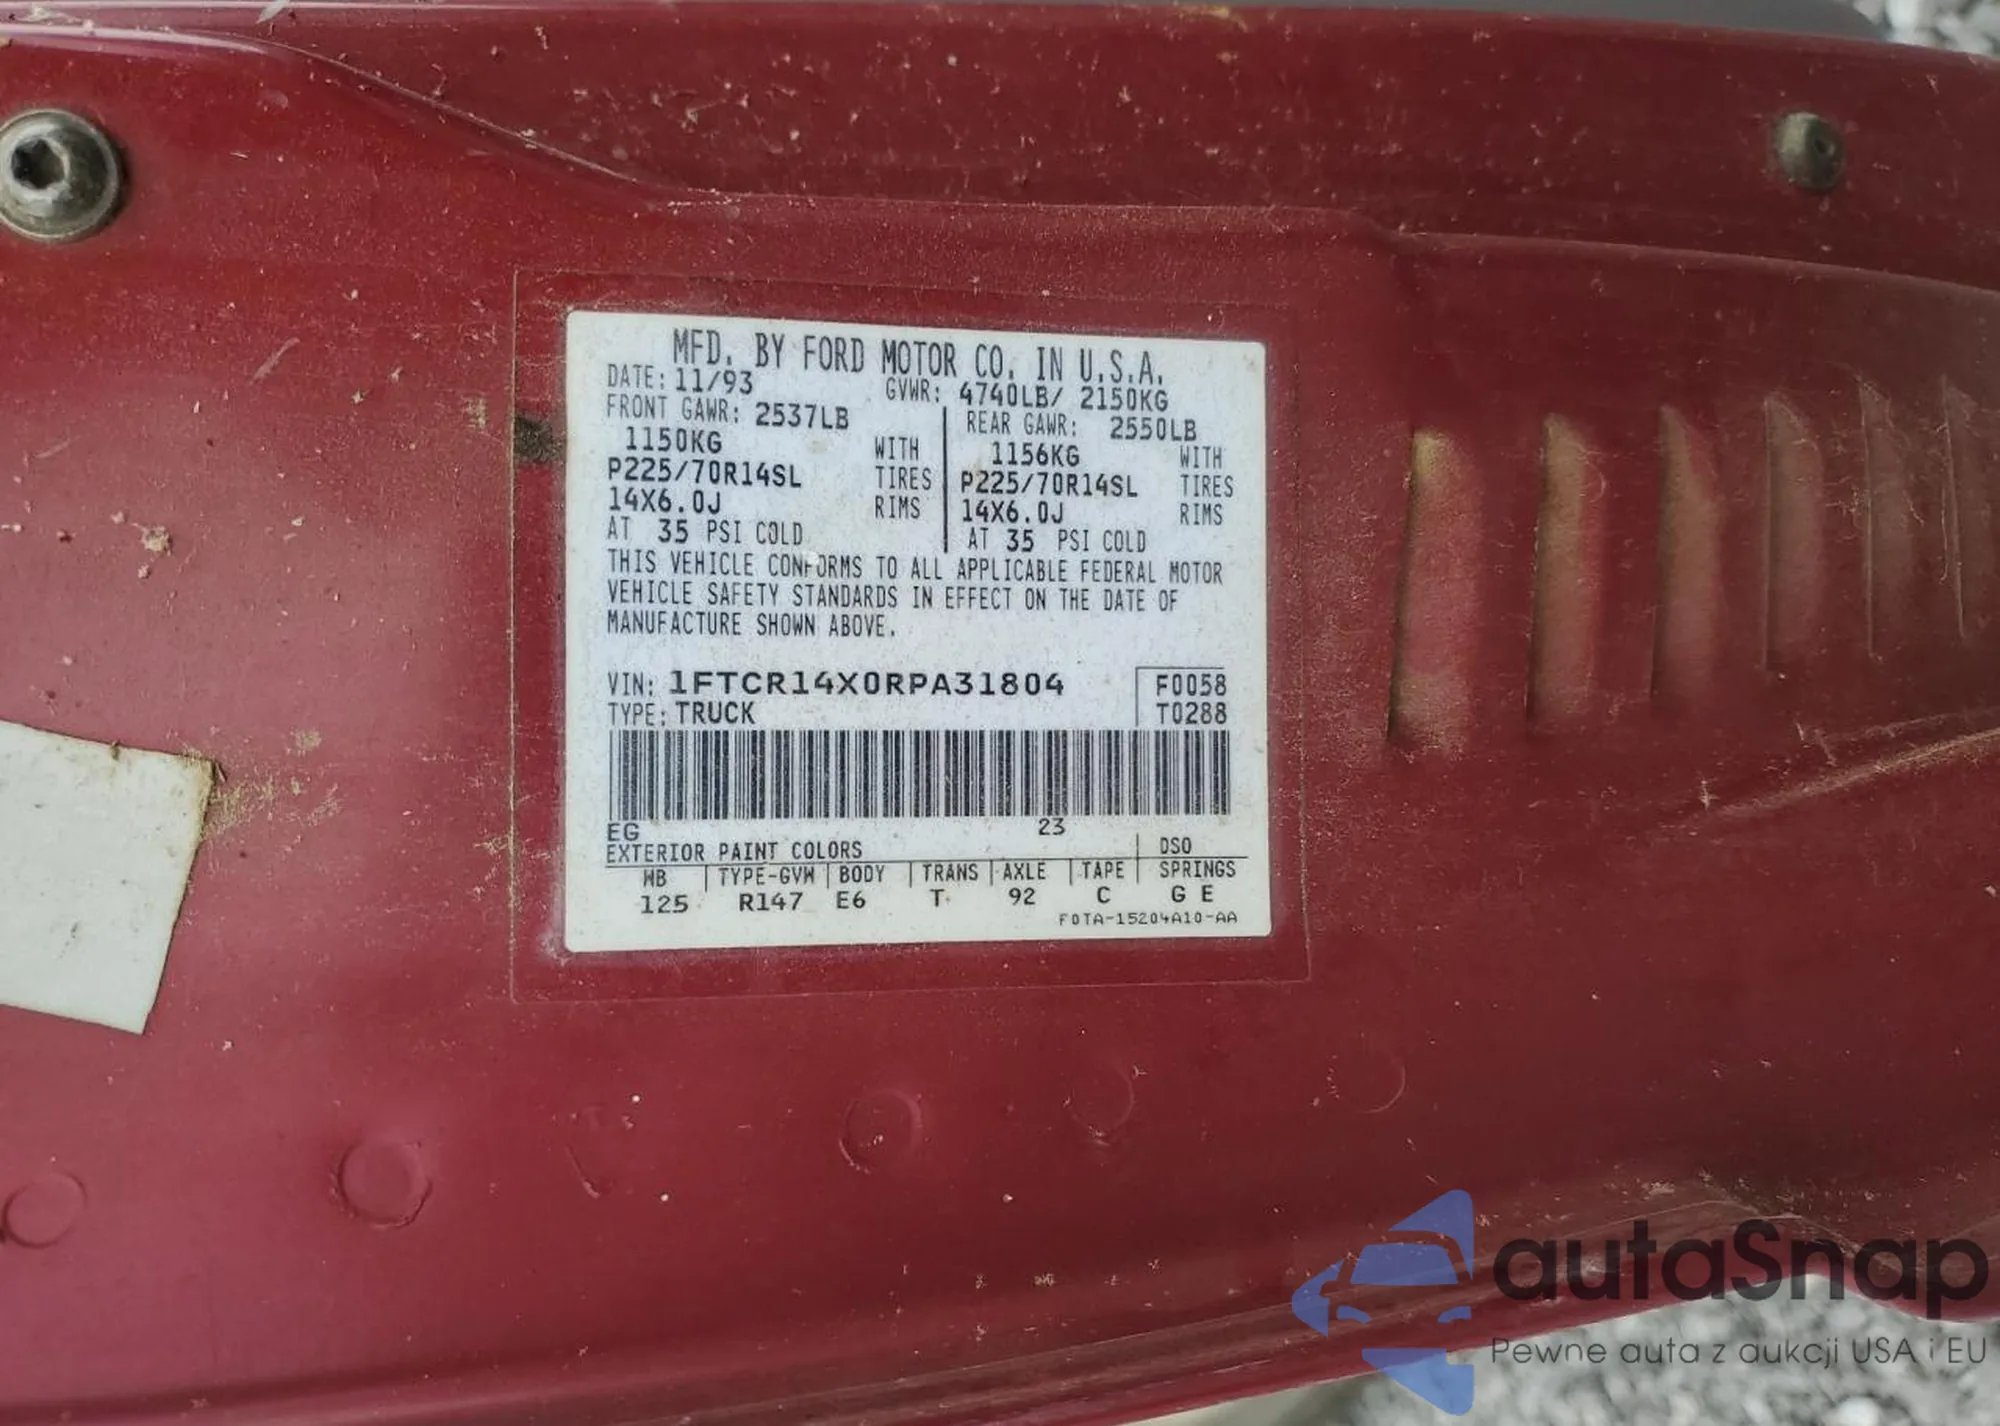 MFD. BY FORD MOTOR CO. IN U.S.A.
DATE: 11/93 GVWR: 4740LB/ 2150KG
FRONT GAWR: 2537LB REAR GAWR: 2550LB
1150KG WITH 1156KG WITH
P225/70R14SL TIRES P225/70R14SL TIRES
14X6.0J RIMS 14X6.0J RIMS
AT 35 PSI COLD AT 35 PSI COLD
THIS VEHICLE CONFORMS TO ALL APPLICABLE FEDERAL MOTOR
VEHICLE SAFETY STANDARDS IN EFFECT ON THE DATE OF
MANUFACTURE SHOWN ABOVE.
VIN: 1FTCR14X0RPA31804 F0058
TYPE: TRUCK T0288
EG 23
EXTERIOR PAINT COLORS DSO
WB TYPE-GVW BODY TRANS AXLE TAPE SPRINGS
125 R147 E6 T 92 C G E
F0TA-15204A10-AA
autoSnap
Pewne auta z aukcji USA i EU